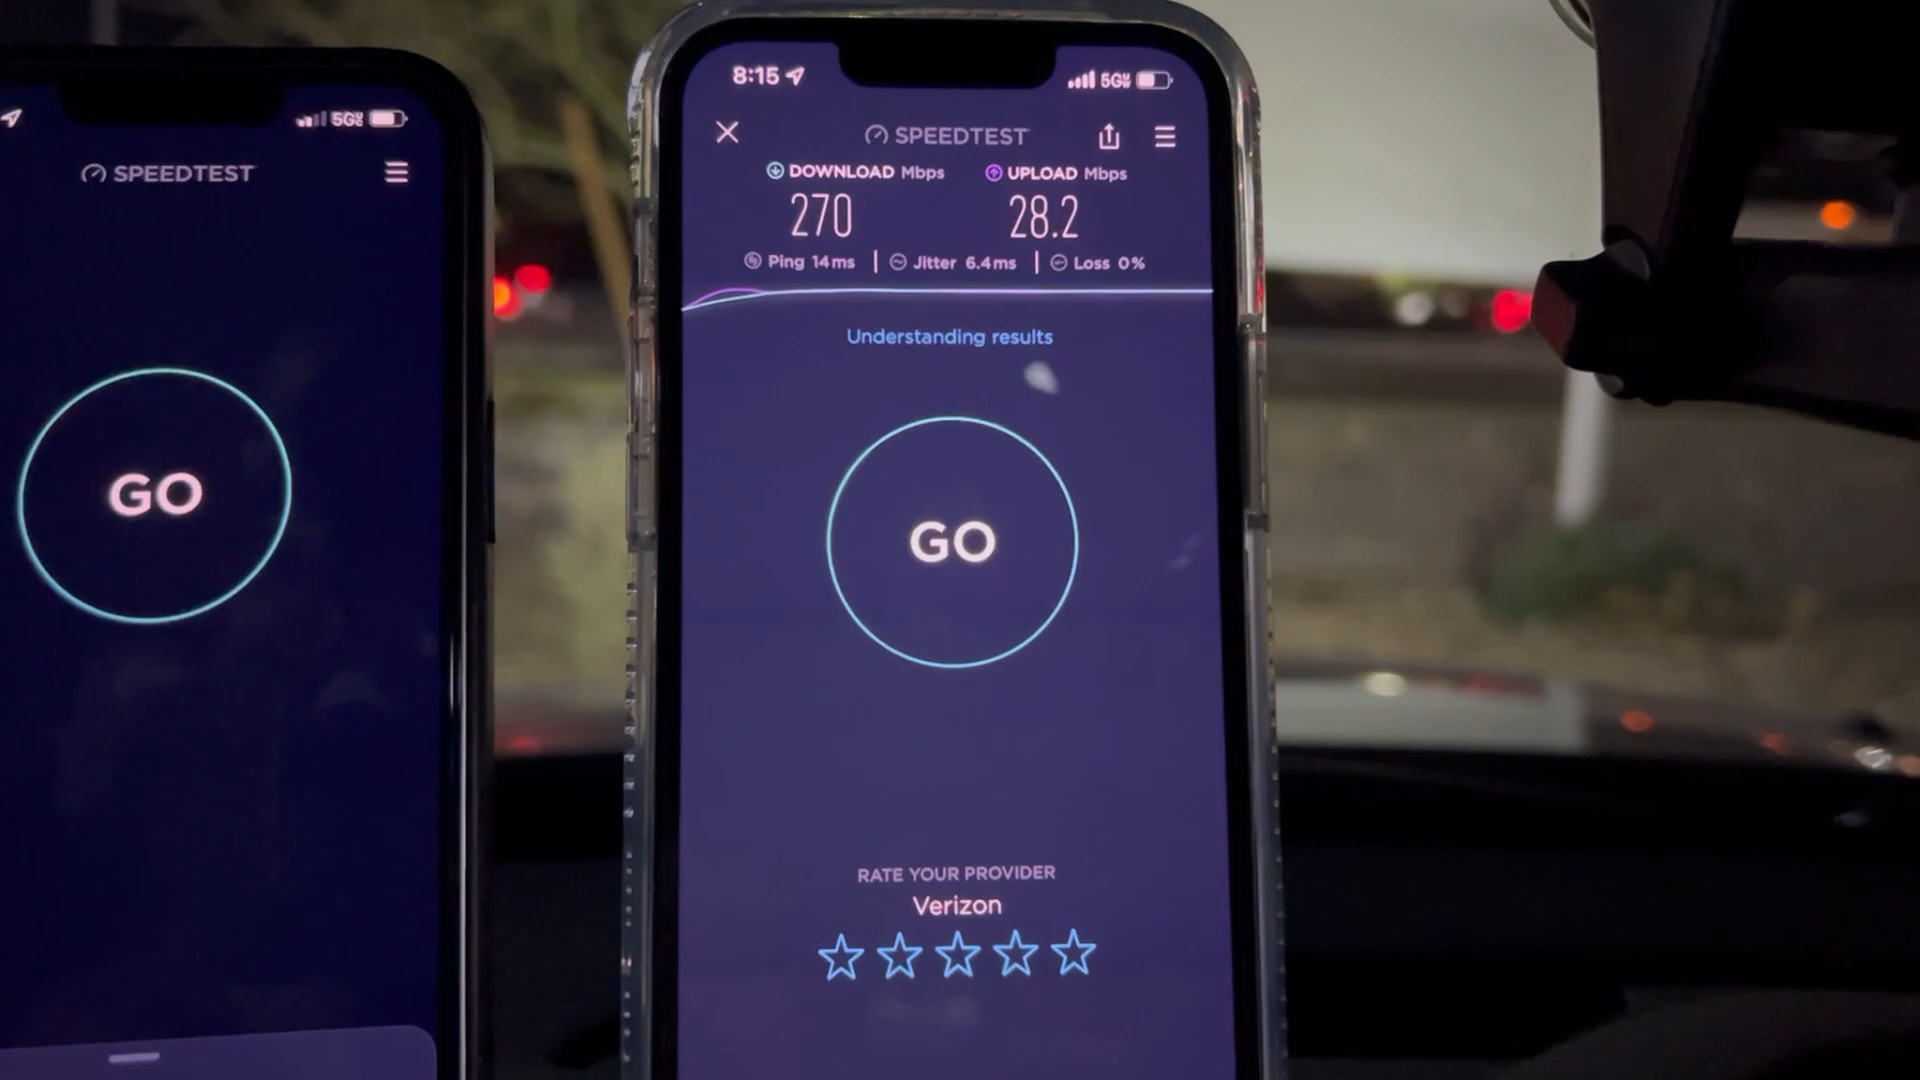 5G
SPEEDTEST
GO
8:15
5G
SPEEDTEST
DOWNLOAD Mbps
UPLOAD Mbps
270
28.2
Ping 14ms
Jitter 6.4ms
Loss 0%
Understanding results
GO
RATE YOUR PROVIDER
Verizon